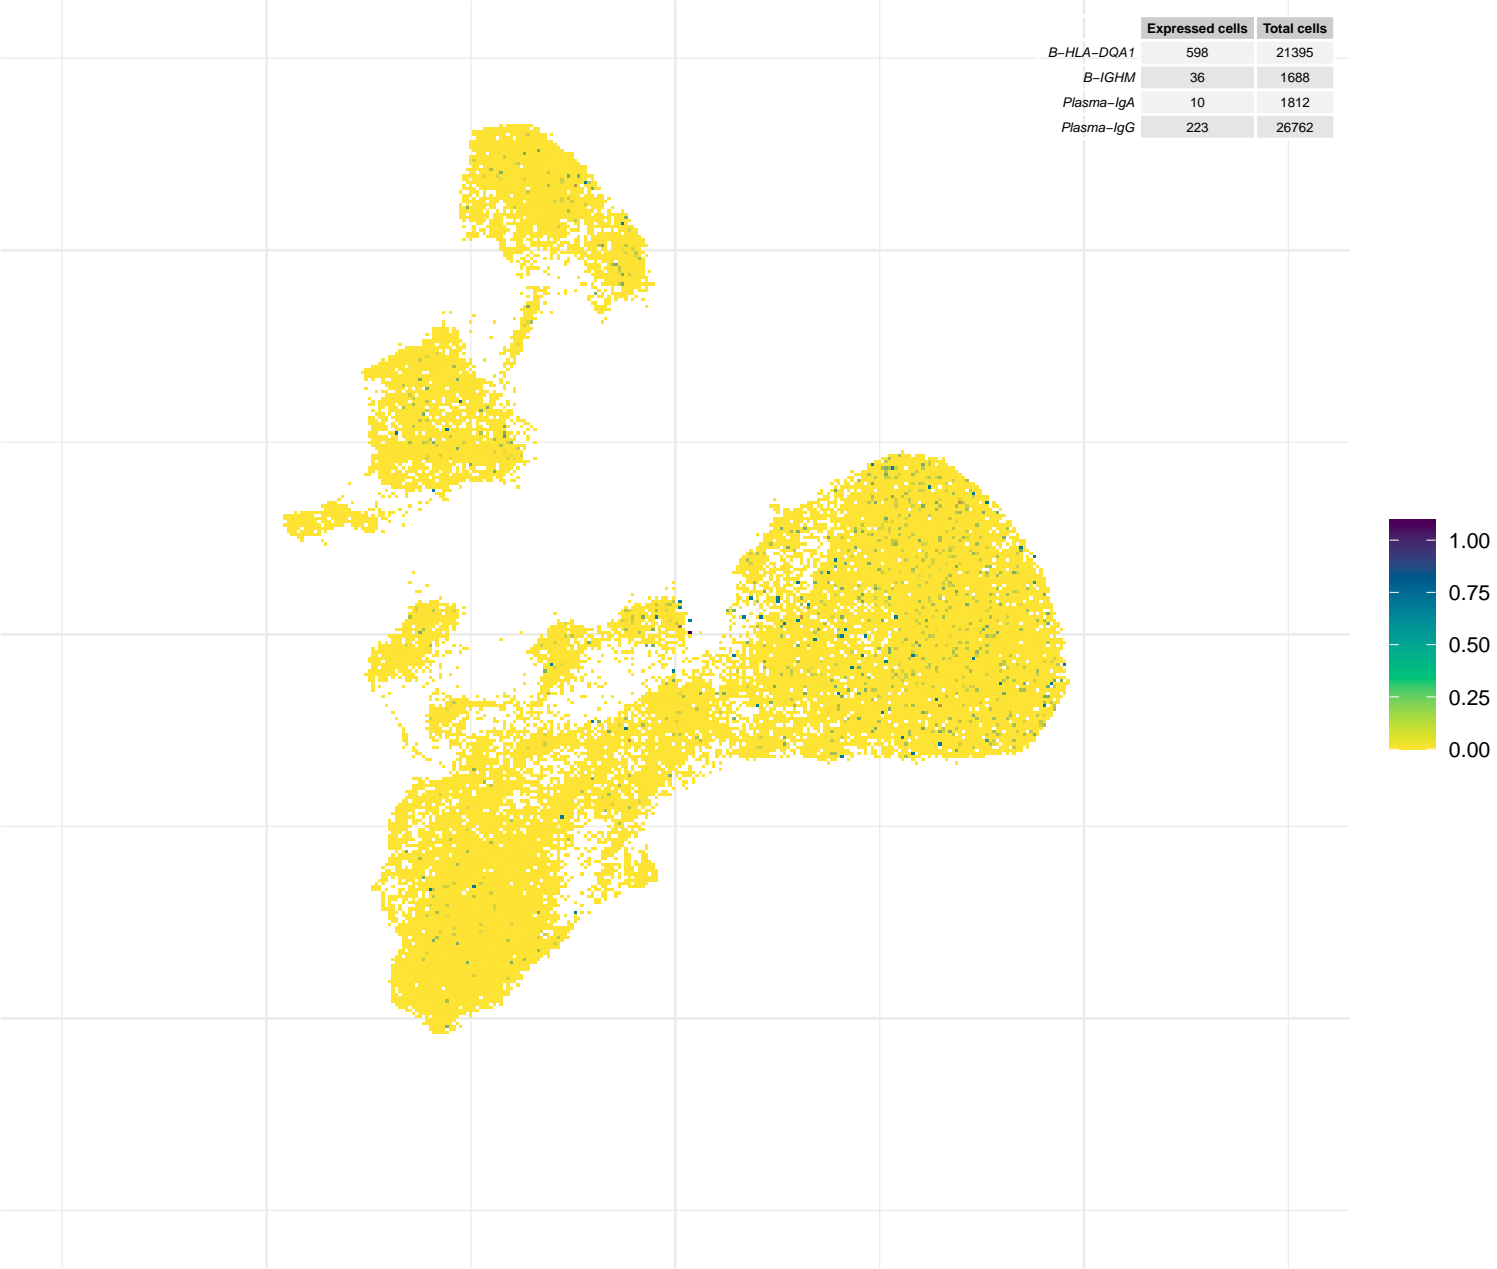 Expressed cells Total cells
B−HLA−DQA1 598 21395
B−IGHM 36 1688
Plasma−IgA 10 1812
Plasma−IgG 223 26762
1.00
0.75
0.50
0.25
0.00